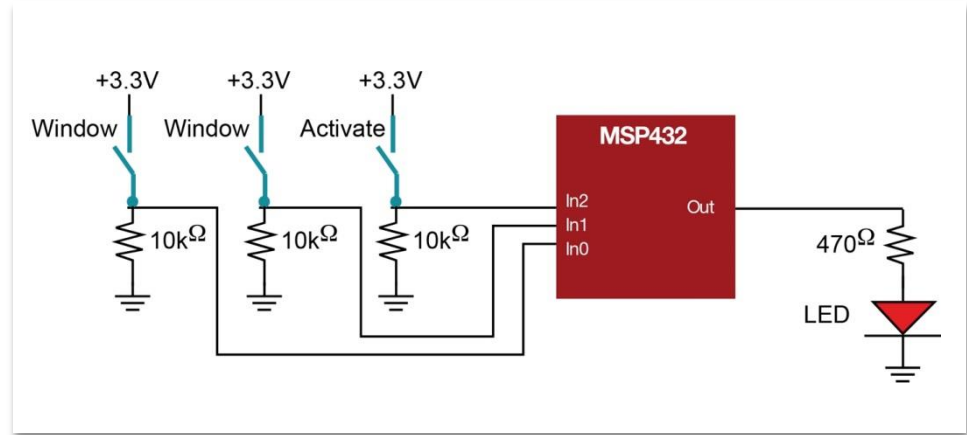 +3.3V +3.3V +3.3V
Window Window Activate
MSP432
In2
Out
In1
In0
10kΩ 10kΩ 10kΩ
470Ω
LED